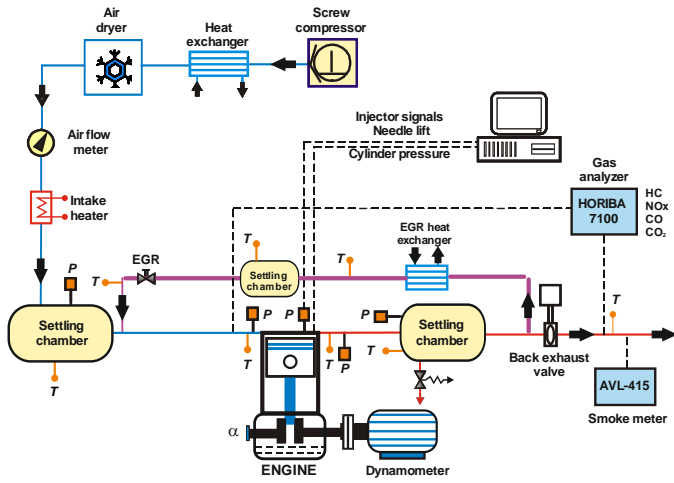 Air
dryer
Heat
exchanger
Screw
compressor
Air flow
meter
Injector signals
Needle lift
Cylinder pressure
Gas
analyzer
HORIBA
7100
HC
NOx
CO
CO₂
Intake
heater
EGR heat
exchanger
EGR
T
T
T
T
P
Settling
chamber
Settling
chamber
P
P
P
Settling
chamber
T
T
T
P
T
Back exhaust
valve
AVL-415
Smoke meter
α
ENGINE
Dynamometer